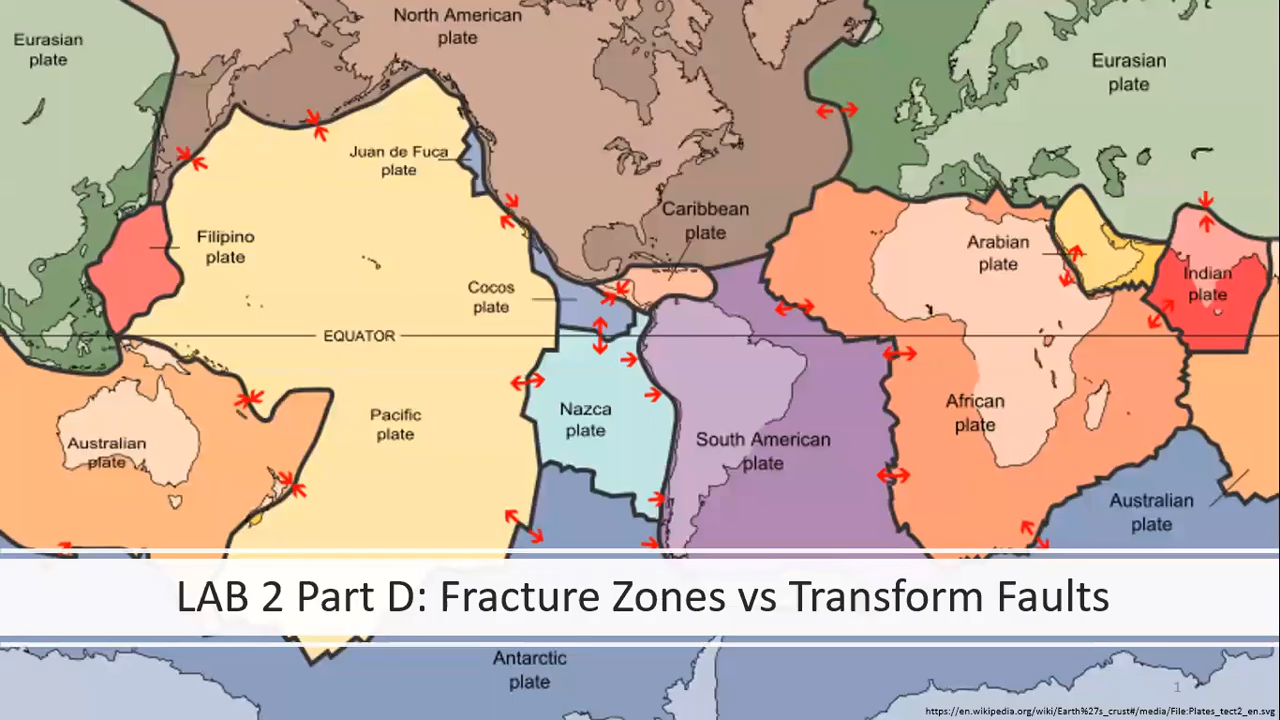 North American
plate
Eurasian
plate
Eurasian
plate
Juan de Fuca
plate
Caribbean
plate
Filipino
plate
Arabian
plate
Indian
plate
Cocos
plate
EQUATOR
Nazca
plate
African
plate
Pacific
plate
South American
plate
Australian
plate
Australian
plate
LAB 2 Part D: Fracture Zones vs Transform Faults
Antarctic
plate
1
https://en.wikipedia.org/wiki/Earth%27s_crust#/media/File:Plates_tect2_en.svg